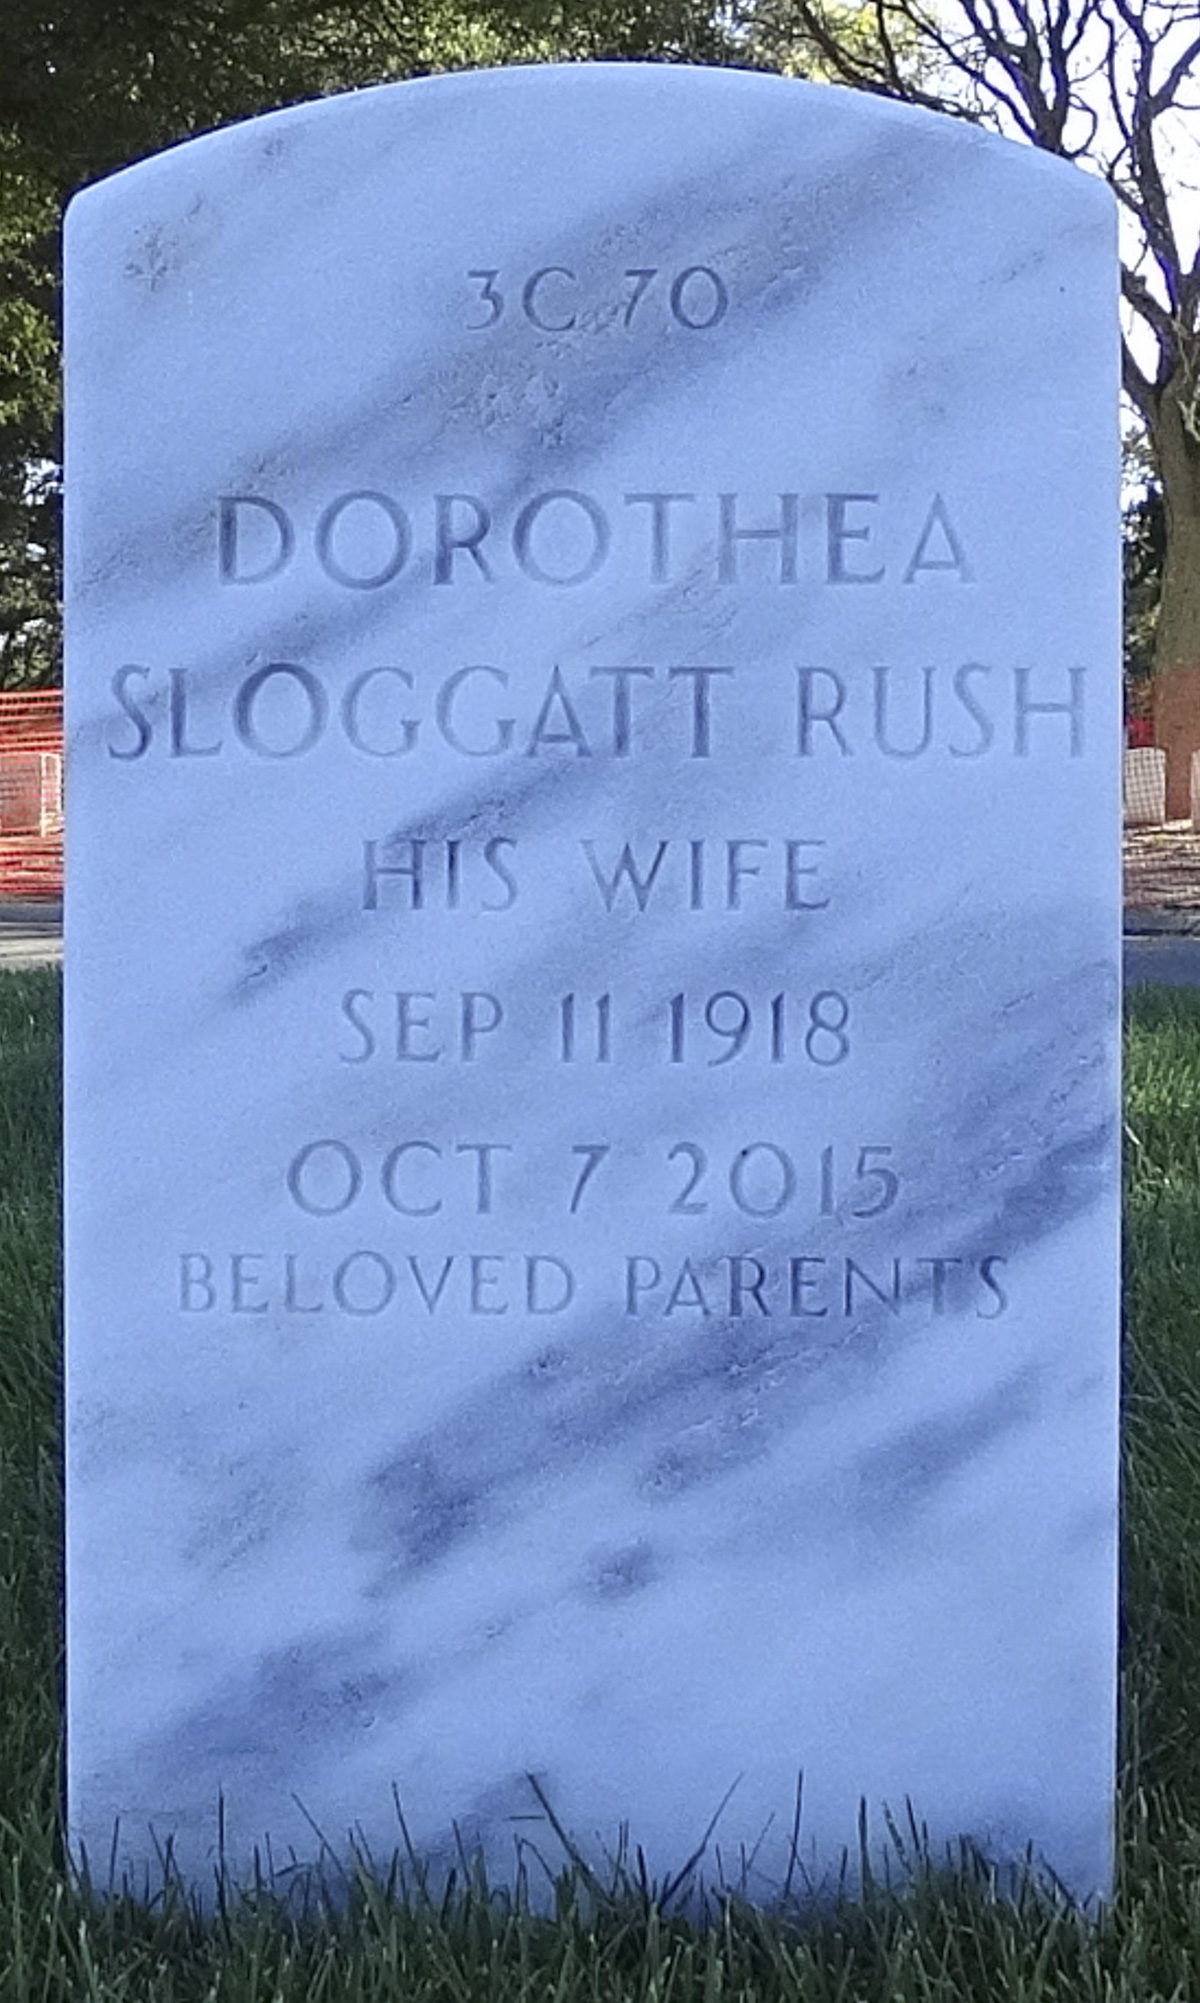 3C 70
DOROTHEA
SLOGGATT RUSH
HIS WIFE
SEP 11 1918
OCT 7 2015
BELOVED PARENTS